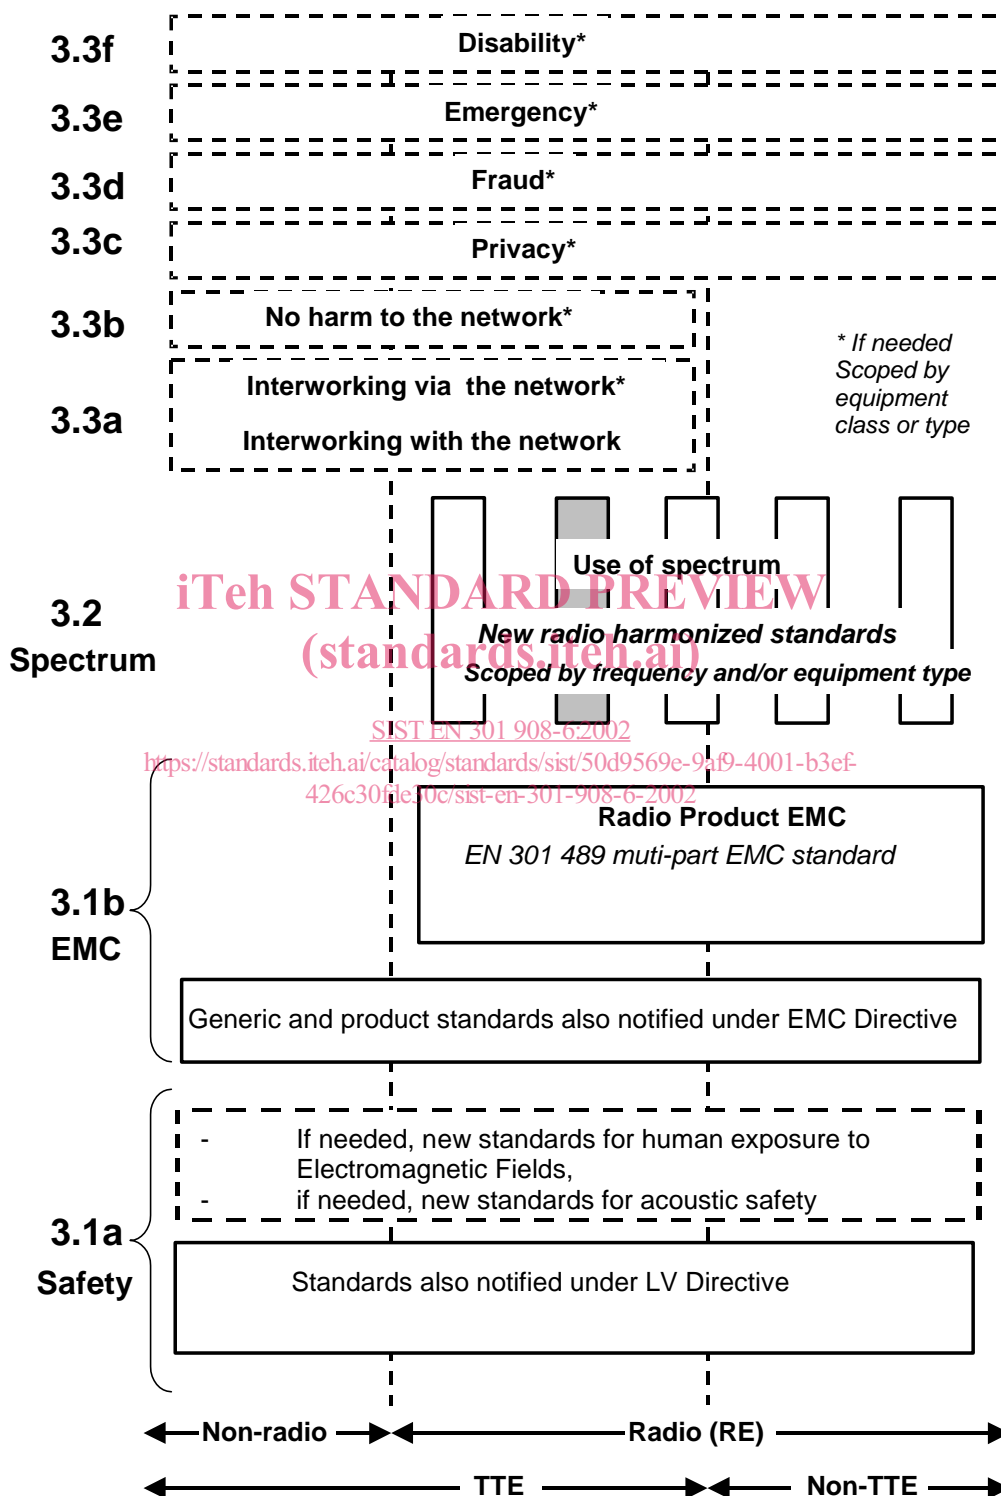 3.3f
Disability*
3.3e
Emergency*
3.3d
Fraud*
3.3c
Privacy*
3.3b
No harm to the network*
* If needed
Scoped by
equipment
class or type
3.3a
Interworking via the network*
Interworking with the network
Use of spectrum
iTeh STANDARD PREVIEW
3.2
Spectrum
New radio harmonized standards
(standards.iteh.ai)
Scoped by frequency and/or equipment type
SIST EN 301 908-6:2002
https://standards.iteh.ai/catalog/standards/sist/50d9569e-9af9-4001-b3ef-
426c30fde30c/sist-en-301-908-6-2002
Radio Product EMC
EN 301 489 muti-part EMC standard
3.1b
EMC
Generic and product standards also notified under EMC Directive
- If needed, new standards for human exposure to
Electromagnetic Fields,
- if needed, new standards for acoustic safety
3.1a
Safety
Standards also notified under LV Directive
Non-radio
Radio (RE)
TTE
Non-TTE